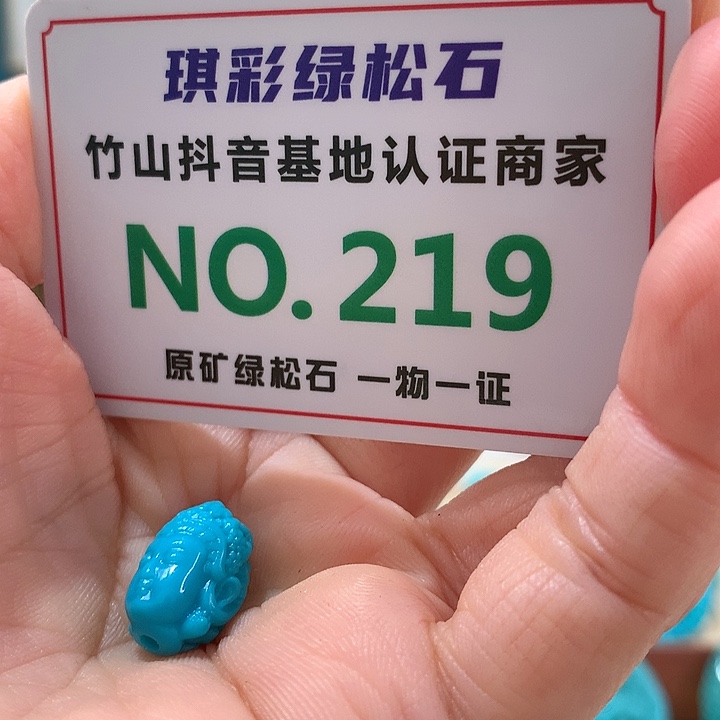 琪彩绿松石
竹山抖音基地认证商家
NO.219
原矿绿松石 一物一证